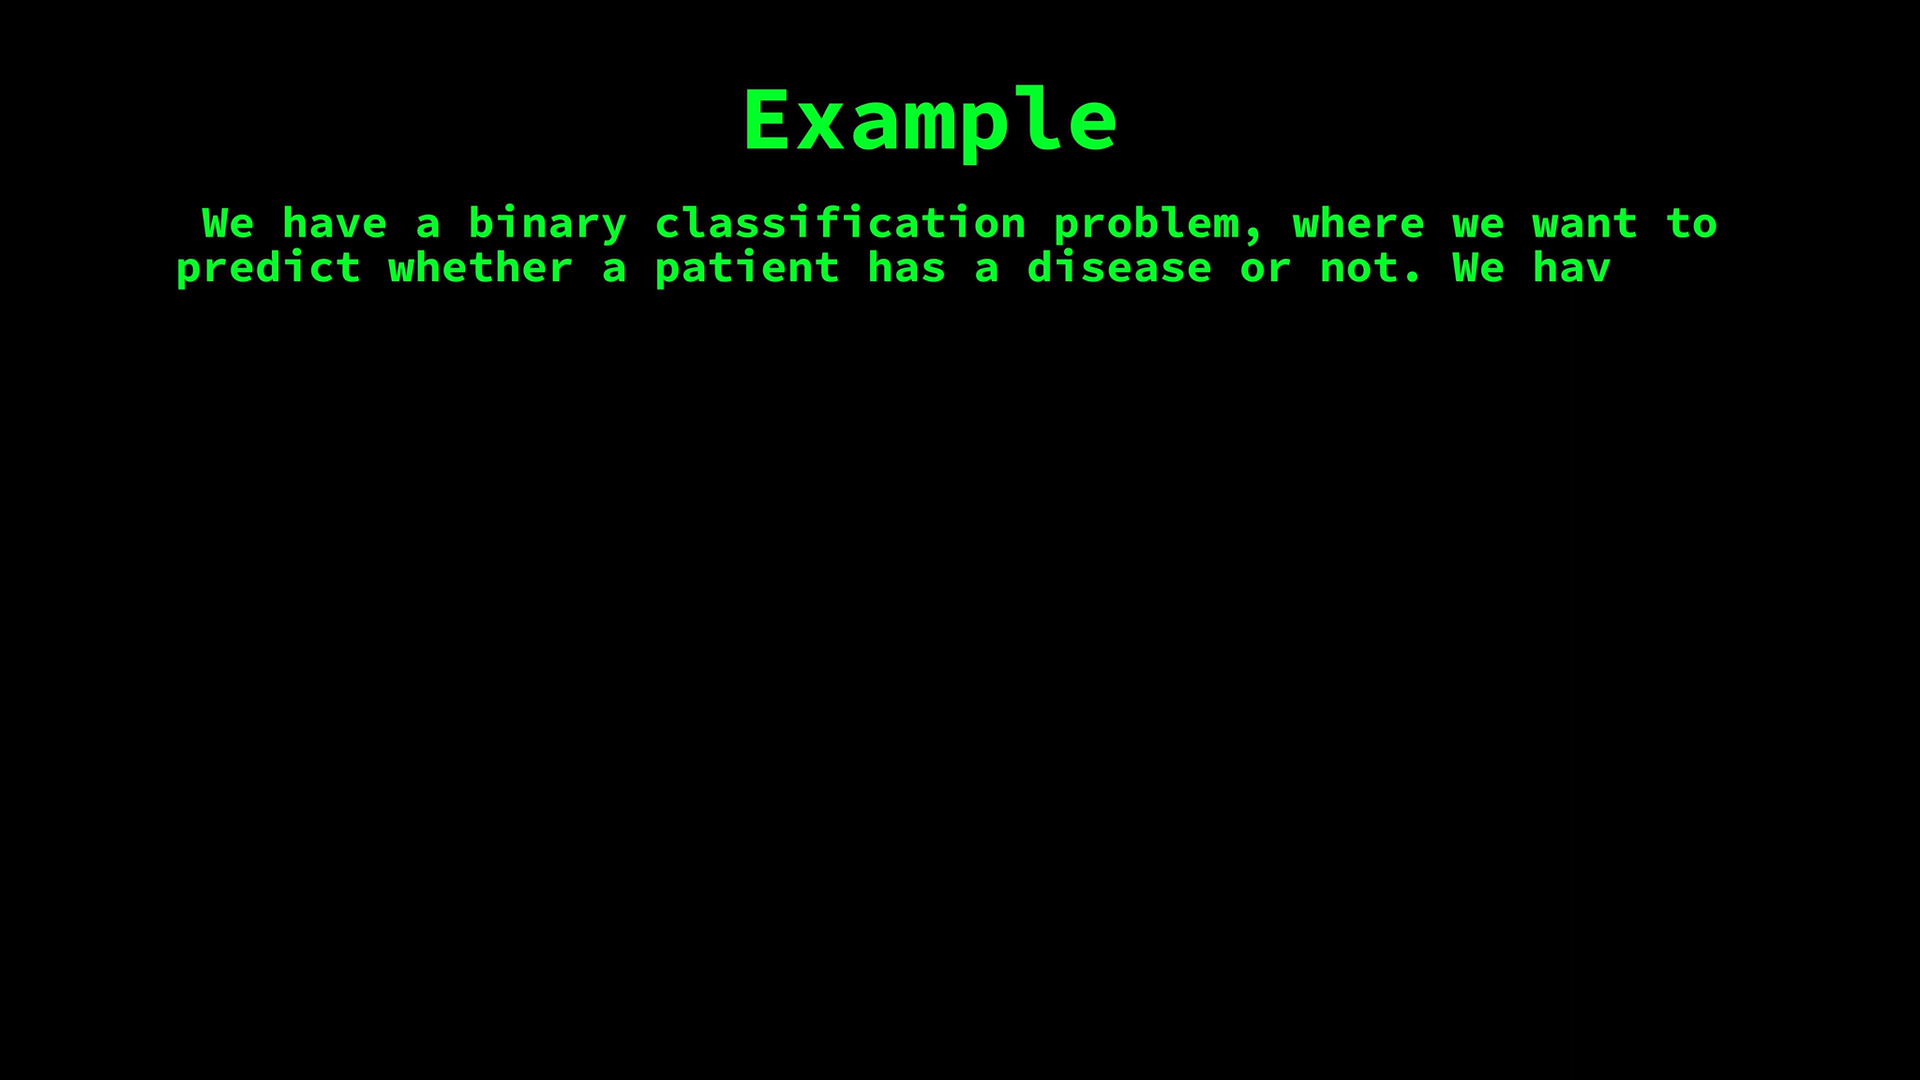 Example
We have a binary classification problem, where we want to
predict whether a patient has a disease or not. We hav